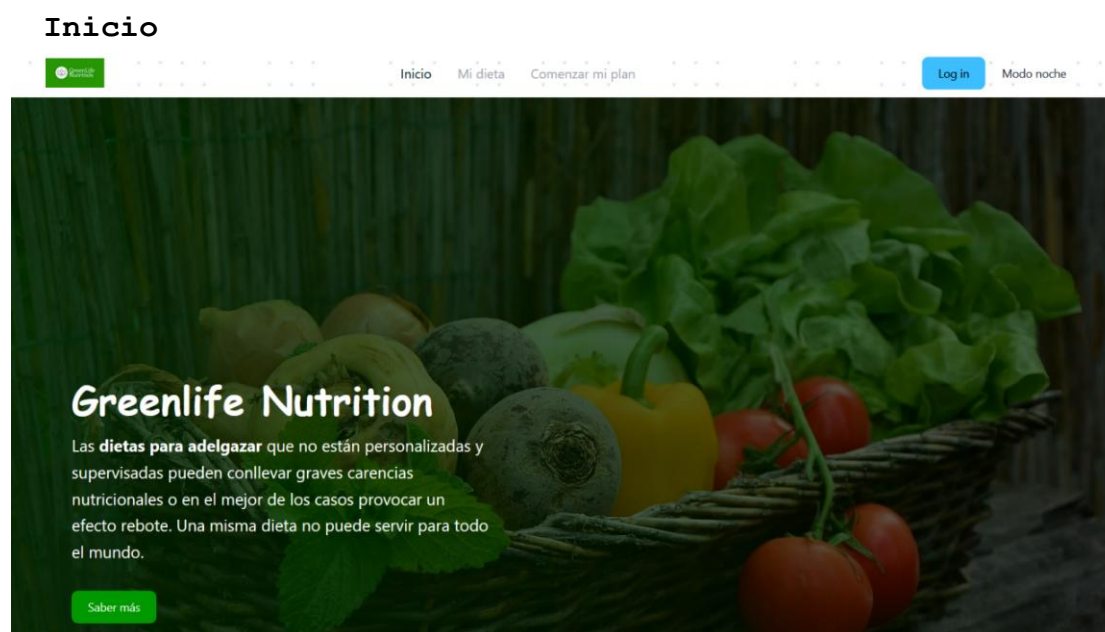 Inicio
GreenLife
Nutrition
Inicio Mi dieta Comenzar mi plan Log in Modo noche
Greenlife Nutrition
Las dietas para adelgazar que no están personalizadas y
supervisadas pueden conllevar graves carencias
nutricionales o en el mejor de los casos provocar un
efecto rebote. Una misma dieta no puede servir para todo
el mundo.
Saber más